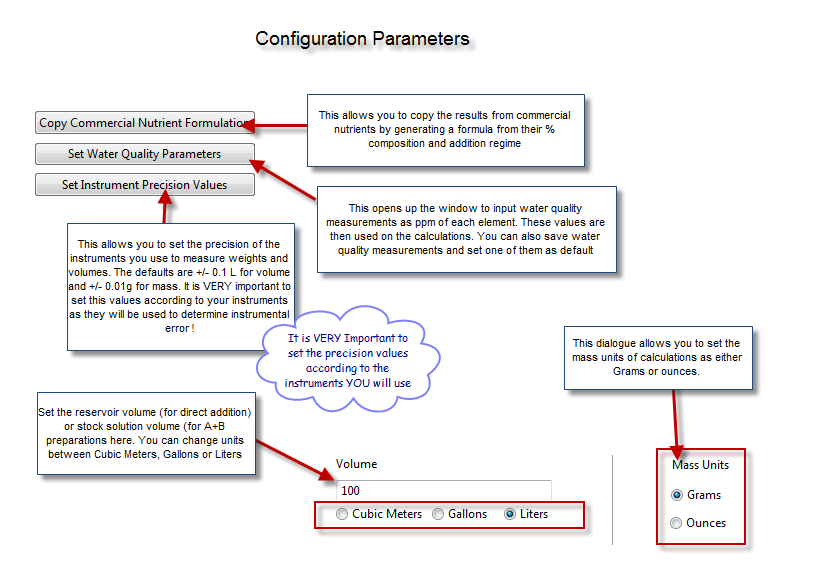 Configuration Parameters
Copy Commercial Nutrient Formulation
This allows you to copy the results from commercial
nutrients by generating a formula from their %
composition and addition regime
Set Water Quality Parameters
Set Instrument Precision Values
This opens up the window to input water quality
measurements as ppm of each element. These values are
then used on the calculations. You can also save water
quality measurements and set one of them as default
This allows you to set the precision of the
instruments you use to measure weights and
volumes. The defaults are +/- 0.1 L for volume
and +/- 0.01g for mass. It is VERY important to
set this values according to your instruments
as they will be used to determine instrumental
error !
It is VERY Important to
set the precision values
according to the
instruments YOU will use
This dialogue allows you to set the
mass units of calculations as either
Grams or ounces.
Set the reservoir volume (for direct addition)
or stock solution volume (for A+B
preparations here. You can change units
between Cubic Meters, Gallons or Liters
Volume
100
Cubic Meters
Gallons
Liters
Mass Units
Grams
Ounces